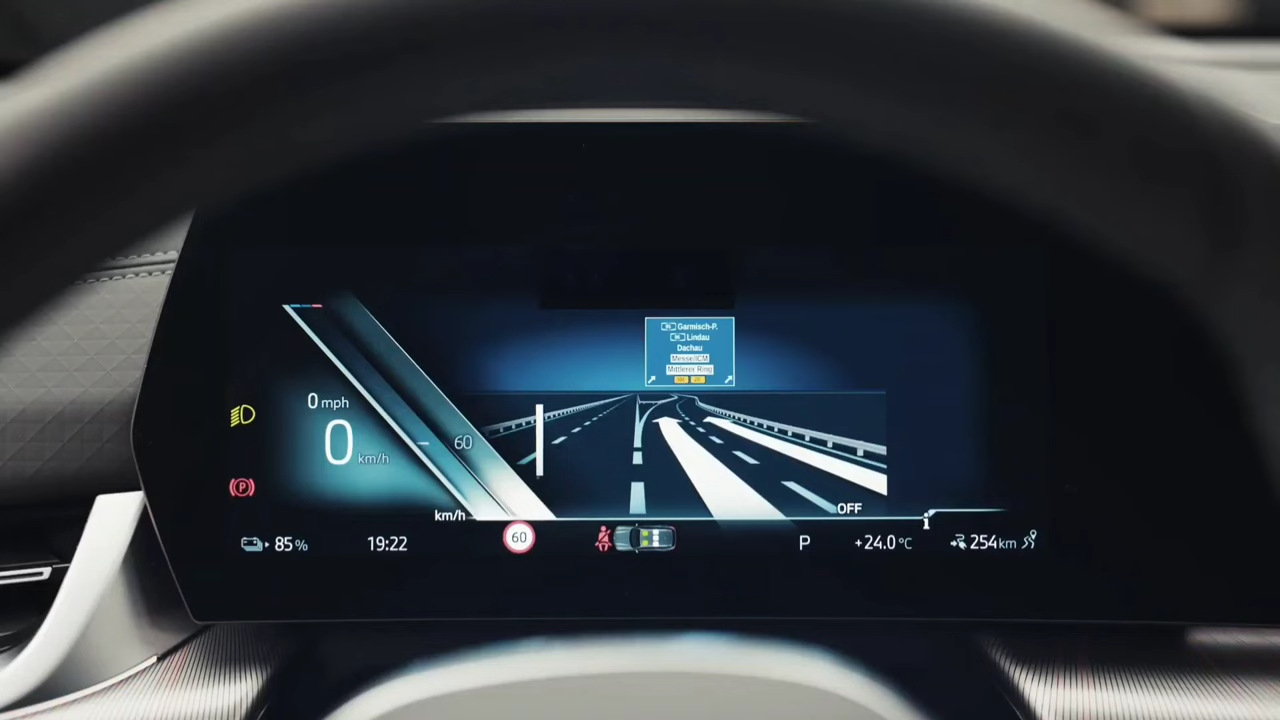 Garmisch-P.
Lindau
Dachau
Messe/ICM
Mittlerer Ring
0 mph
0 km/h
60
km/h
OFF
P
85 %
19:22
60
P
+24.0 °C
254 km